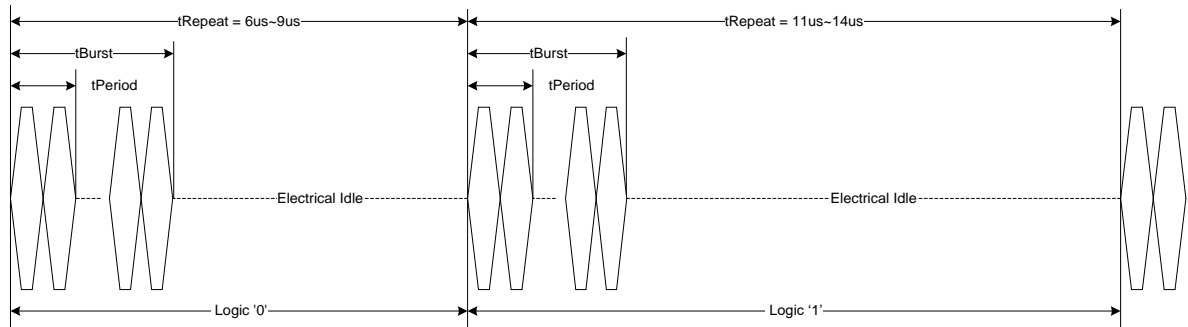 tRepeat = 6us~9us
tRepeat = 11us~14us
tBurst
tBurst
tPeriod
tPeriod
Electrical Idle
Electrical Idle
Logic '0'
Logic ‘1’